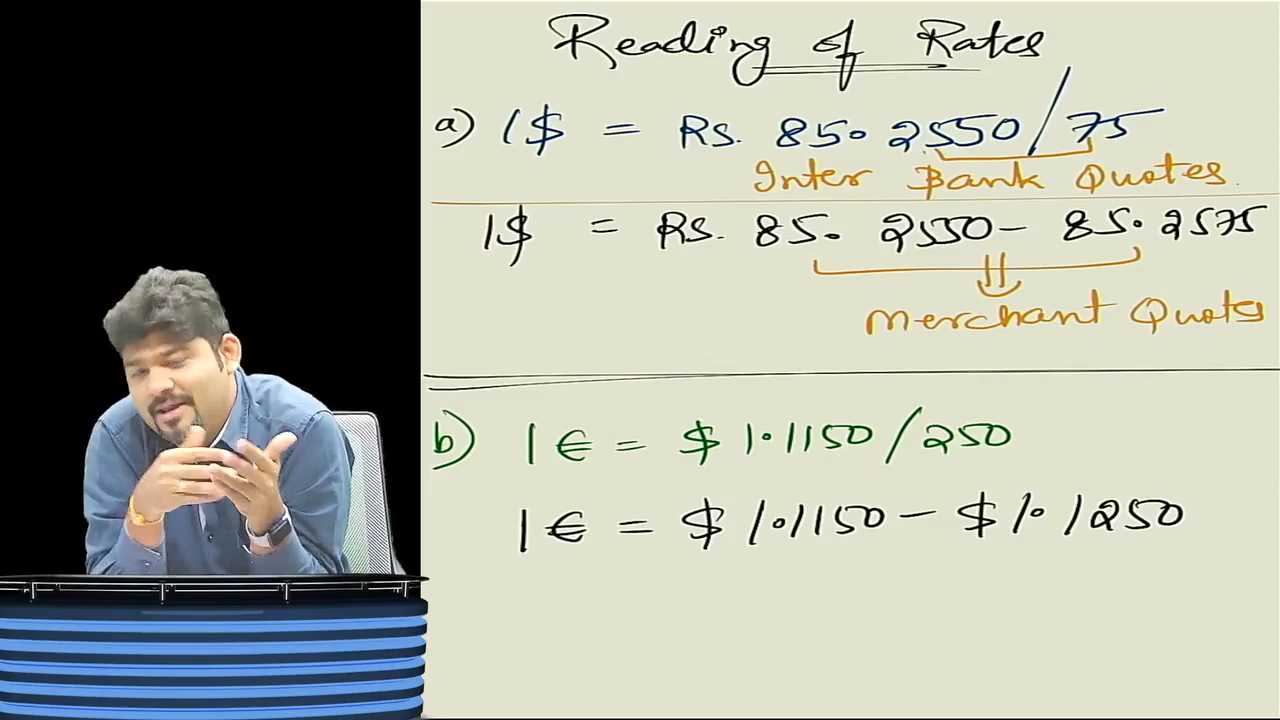 Reading of Rates
a) 1$ = Rs. 85.2550/75
Inter Bank Quotes
1$ = Rs. 85.2550 - 85.2575
Merchant Quotes
b) 1€ = $ 1.1150/250
1€ = $ 1.1150 - $ 1.1250